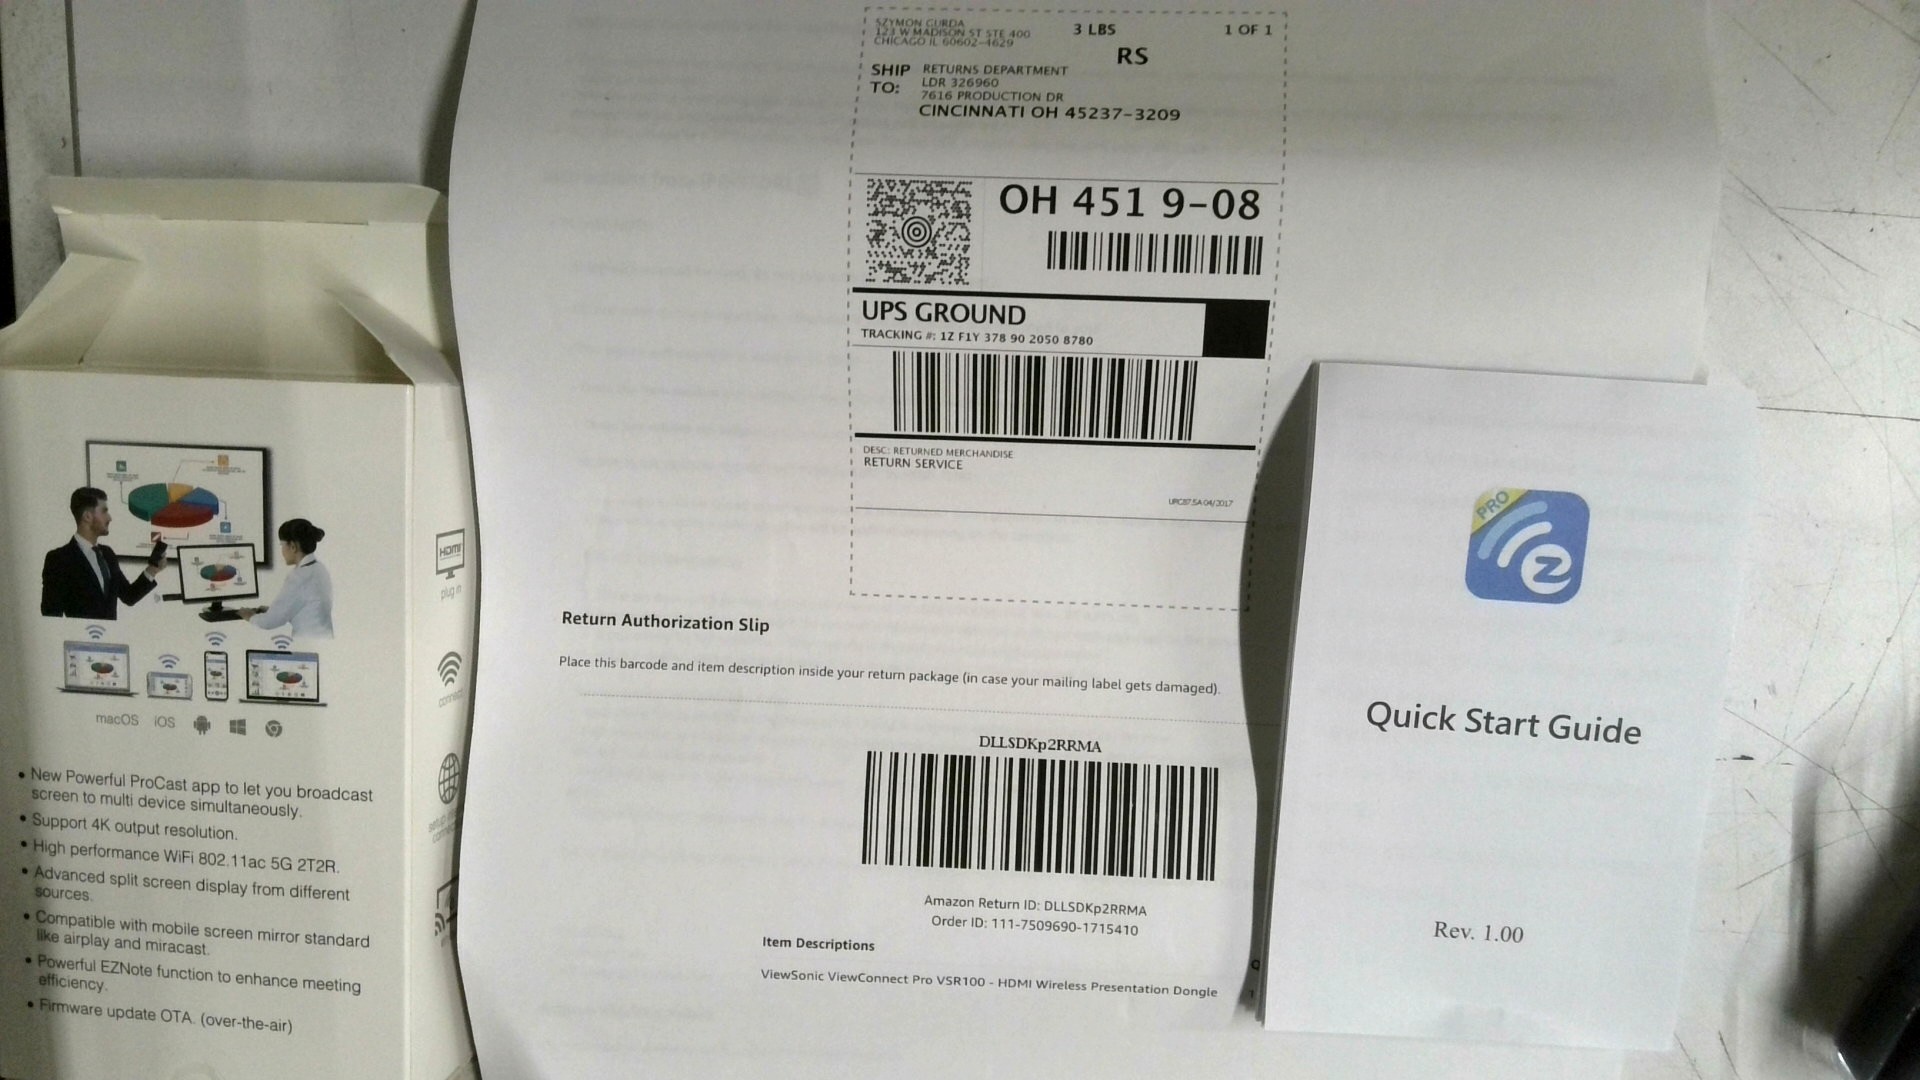 New Powerful ProCast app to let you broadcast
screen to multi device simultaneously.
Support 4K output resolution.
High performance WiFi 802.11ac 5G 2T2R.
Advanced split screen display from different
sources.
Compatible with mobile screen mirror standard
like airplay and miracast.
Powerful EZNote function to enhance meeting
efficiency.
Firmware update OTA. (over-the-air)
macOS iOS
HDMI
plug in
SZYMON GURDA
123 W MADISON ST STE 400
CHICAGO IL 60602-4629
3 LBS
1 OF 1
RS
SHIP TO:
RETURNS DEPARTMENT
LDR 326960
7616 PRODUCTION DR
CINCINNATI OH 45237-3209
OH 451 9-08
UPS GROUND
TRACKING #: 1Z F1Y 378 90 2050 8780
DESC: RETURNED MERCHANDISE
RETURN SERVICE
Return Authorization Slip
Place this barcode and item description inside your return package (in case your mailing label gets damaged).
DLLSDKp2RRMA
Amazon Return ID: DLLSDKp2RRMA
Order ID: 111-7509690-1715410
Item Descriptions
ViewSonic ViewConnect Pro VSR100 - HDMI Wireless Presentation Dongle
1
PRO
Z
Quick Start Guide
Rev. 1.00